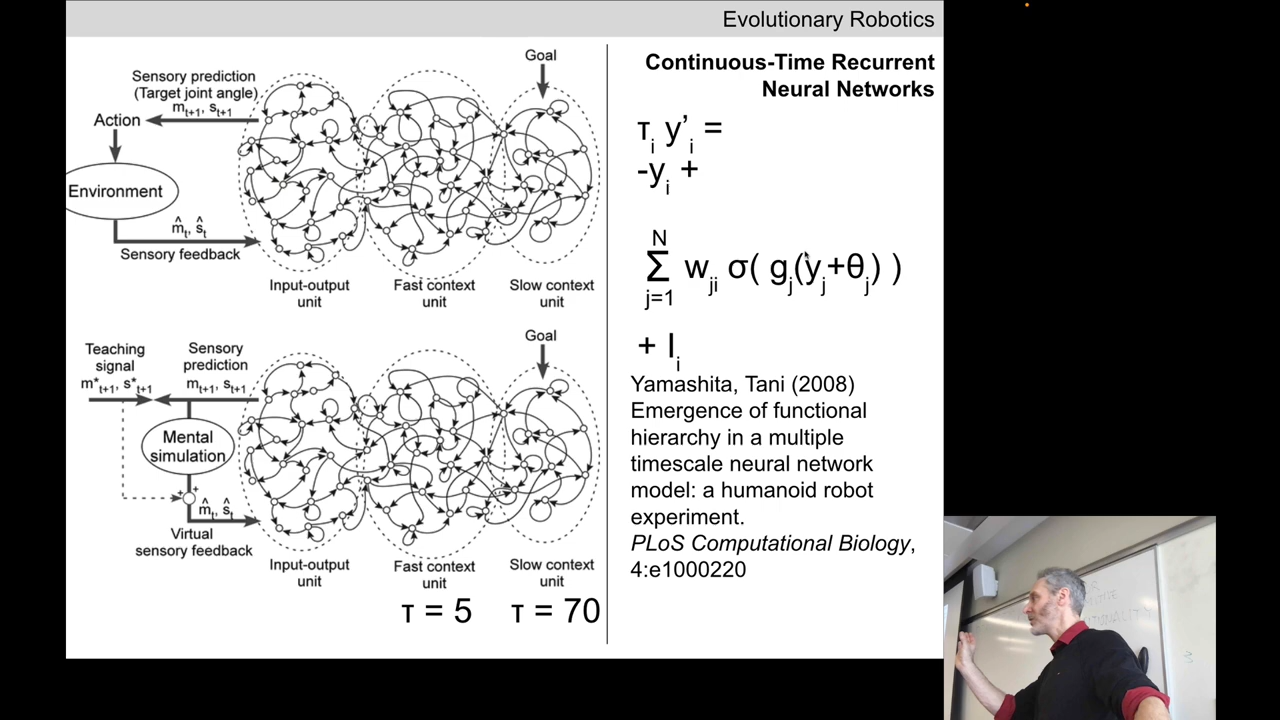 Evolutionary Robotics
Goal
Sensory prediction
(Target joint angle)
m_t+1, s_t+1
Action
Environment
m̂_t, ŝ_t
Sensory feedback
Input-output
unit
Fast context
unit
Slow context
unit
Goal
Teaching
signal
m*_t+1, s*_t+1
Sensory
prediction
m_t+1, s_t+1
Mental
simulation
+ +
m̂_t, ŝ_t
Virtual
sensory feedback
Input-output
unit
Fast context
unit
Slow context
unit
τ = 5
τ = 70
Continuous-Time Recurrent
Neural Networks
τ_i y'_i =
-y_i +
N
Σ w_ji σ( g_j(y_j+θ_j) )
j=1
+ I_i
Yamashita, Tani (2008)
Emergence of functional
hierarchy in a multiple
timescale neural network
model: a humanoid robot
experiment.
PLoS Computational Biology,
4:e1000220